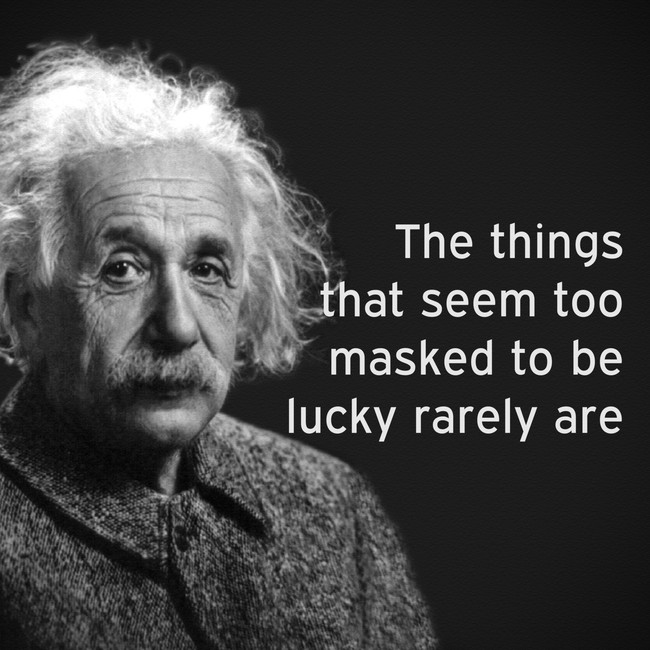 The things
that seem too
masked to be
lucky rarely are